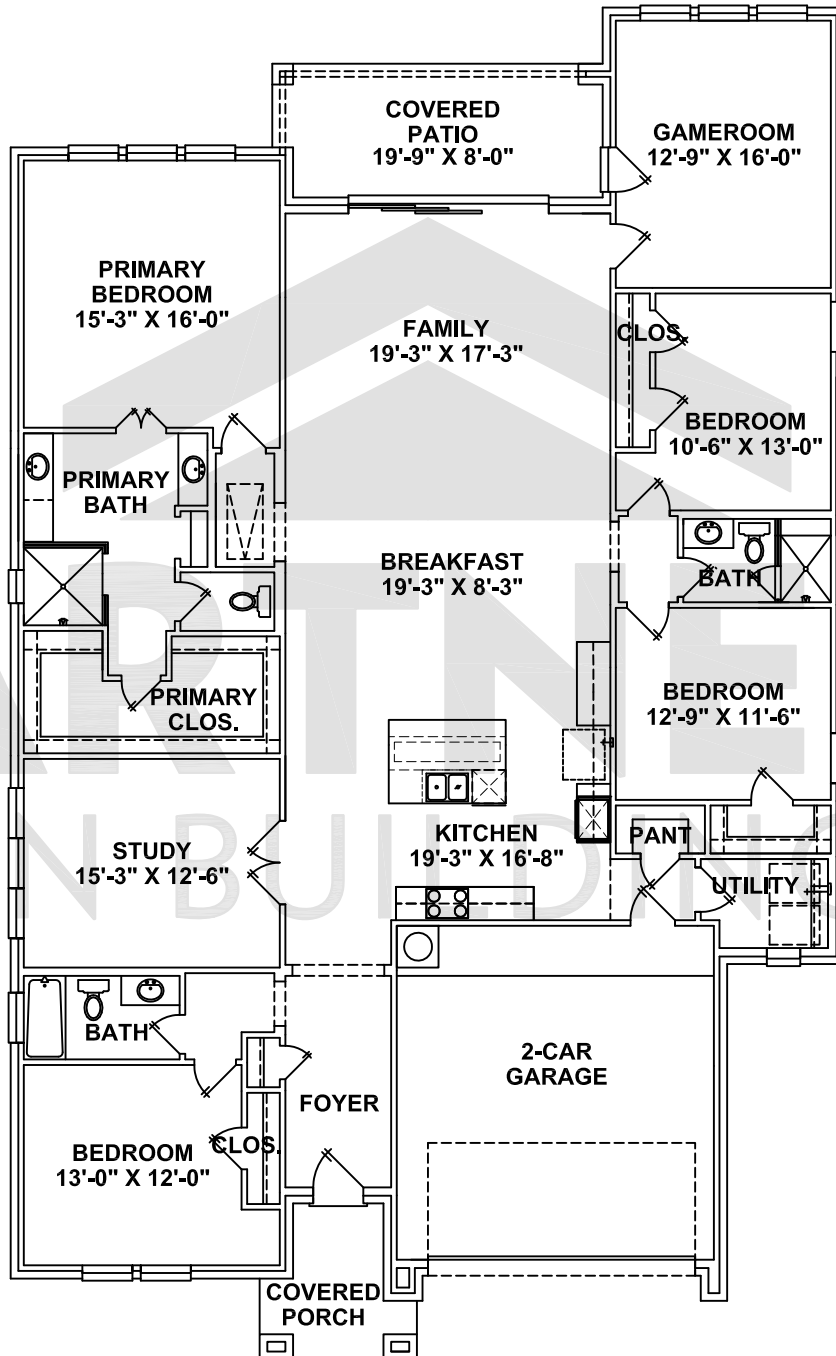 COVERED
PATIO
19'-9" X 8'-0"
GAMEROOM
12'-9" X 16'-0"
PRIMARY
BEDROOM
15'-3" X 16'-0"
FAMILY
19'-3" X 17'-3"
CLOS.
BEDROOM
10'-6" X 13'-0"
PRIMARY
BATH
BREAKFAST
19'-3" X 8'-3"
BATH
PRIMARY
CLOS.
BEDROOM
12'-9" X 11'-6"
STUDY
15'-3" X 12'-6"
KITCHEN
19'-3" X 16'-8"
PANT
UTILITY
BATH
2-CAR
GARAGE
FOYER
BEDROOM
13'-0" X 12'-0"
CLOS.
COVERED
PORCH
ARTNE
N BUILDING